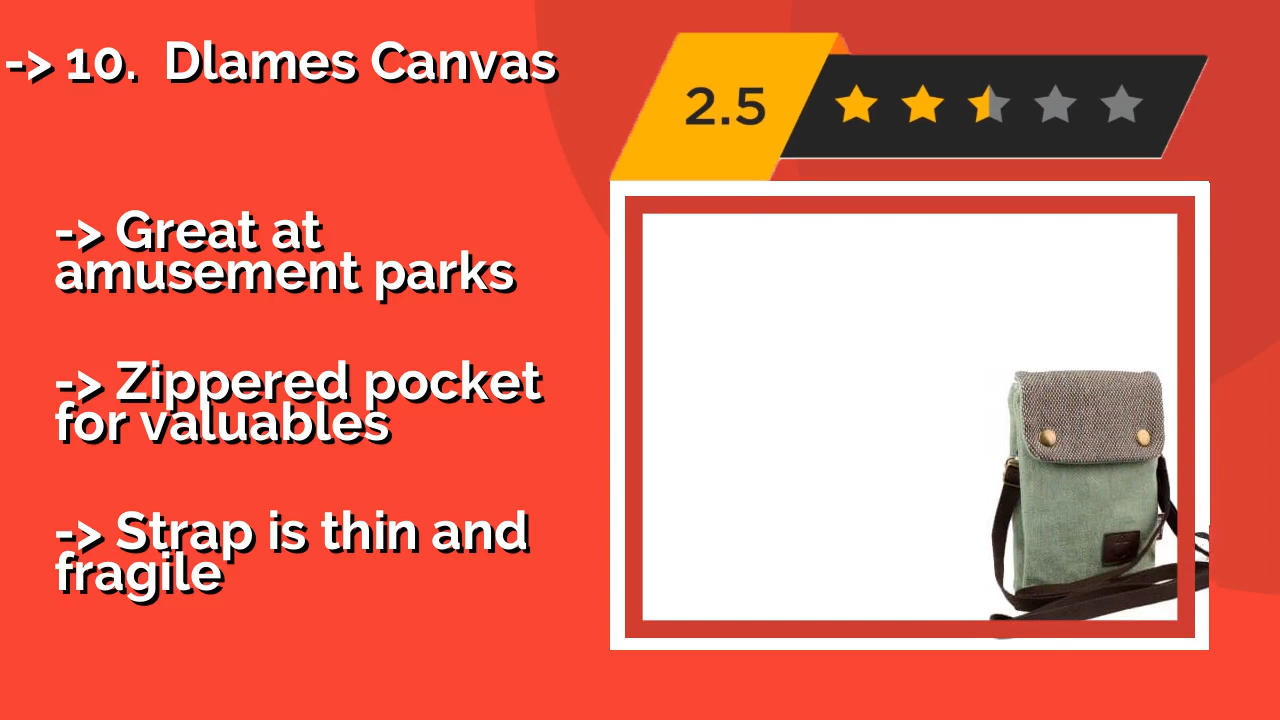 -> 10.  Dlames Canvas
2.5
-> Great at
amusement parks
-> Zippered pocket
for valuables
-> Strap is thin and
fragile